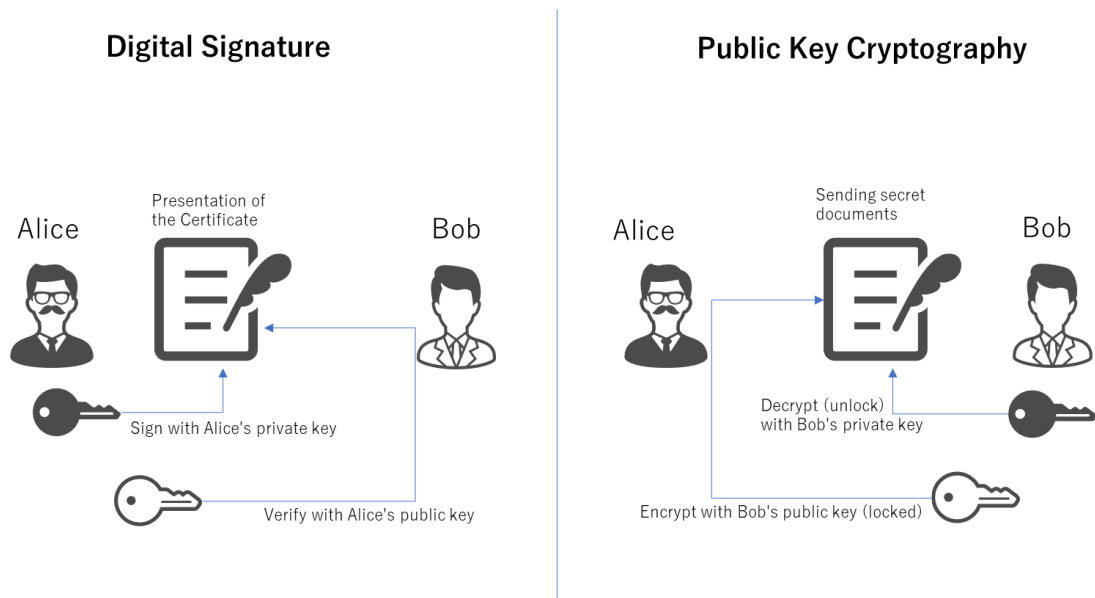 Digital Signature
Presentation of
the Certificate
Alice
Bob
Sign with Alice's private key
Verify with Alice's public key
Public Key Cryptography
Sending secret
documents
Alice
Bob
Decrypt (unlock)
with Bob's private key
Encrypt with Bob's public key (locked)